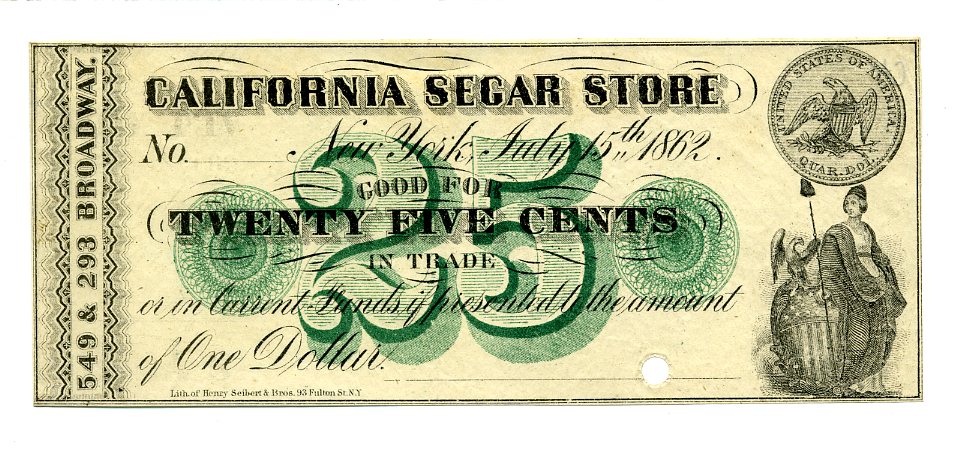 549 & 293 BROADWAY.
CALIFORNIA SEGAR STORE
UNITED STATES OF AMERICA
QUAR. DOL.
No. New York, July 15th 1862.
25
GOOD FOR
TWENTY FIVE CENTS
IN TRADE
or in Current Funds if presented to the amount
of One Dollar.
Lith. of Henry Seibert & Bros. 93 Fulton St. N.Y